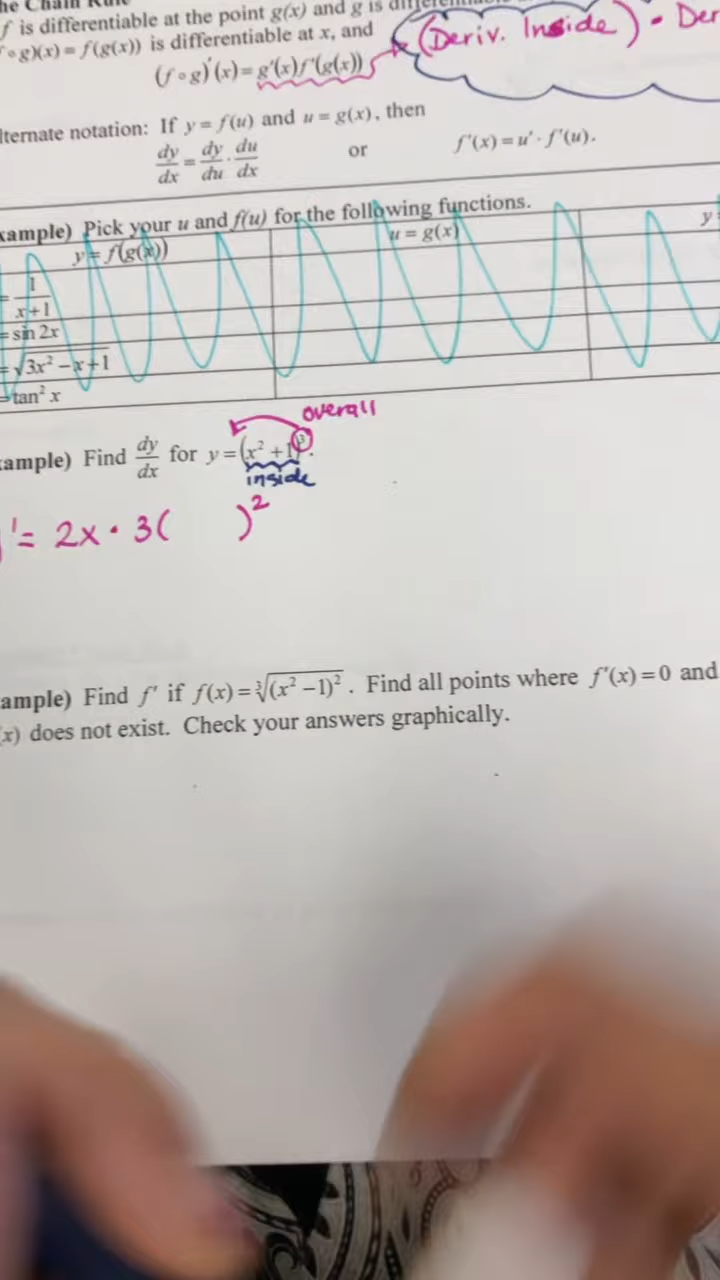 f is differentiable at the point g(x) and g is
∘g)(x) = f(g(x)) is differentiable at x, and
(Deriv. Inside) • Der
(f∘g)'(x) = g'(x)f'(g(x))
lternate notation: If y = f(u) and u = g(x), then
dy/dx = dy/du · du/dx or f'(x) = u' · f'(u).
xample) Pick your u and f(u) for the following functions.
y = f(g(x)) u = g(x) y
= 1/(x+1)
= sin 2x
= √(3x² − x + 1)
= tan² x
overall
ample) Find dy/dx for y = (x² + 1)³.
inside
' = 2x • 3( )²
ample) Find f' if f(x) = ∛((x² − 1)²). Find all points where f'(x) = 0 and
(x) does not exist. Check your answers graphically.